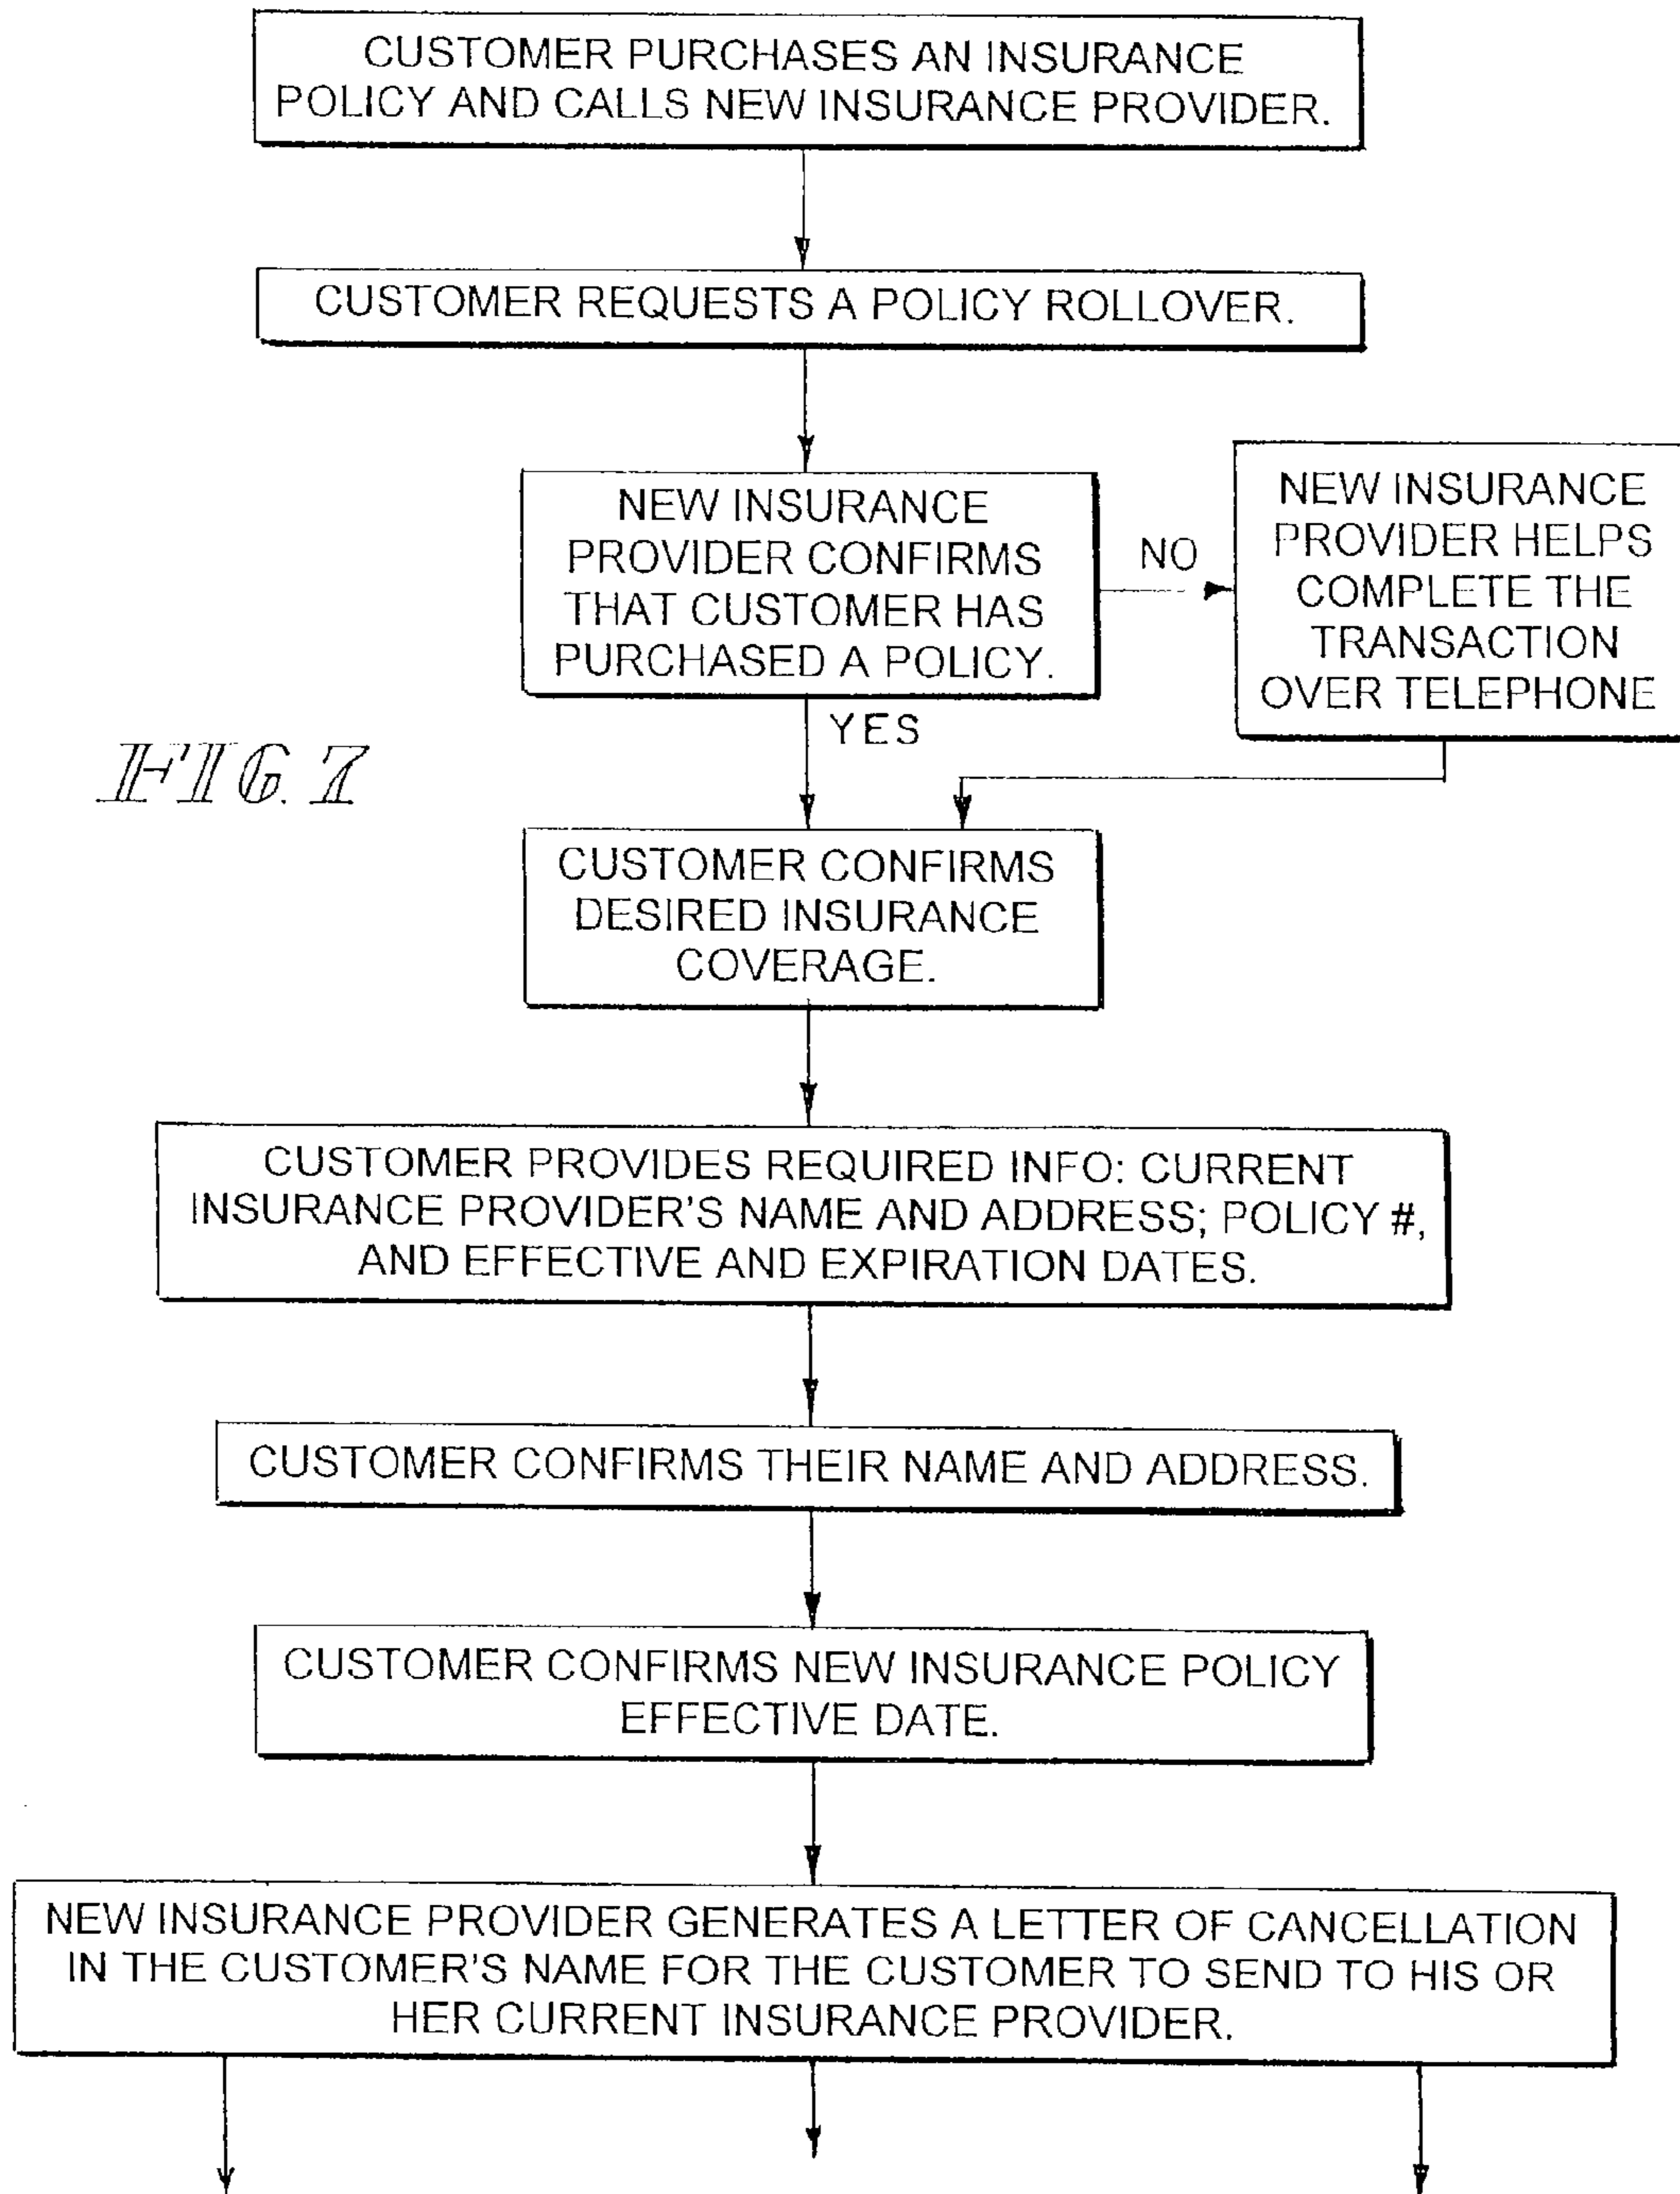 CUSTOMER PURCHASES AN INSURANCE
POLICY AND CALLS NEW INSURANCE PROVIDER.
CUSTOMER REQUESTS A POLICY ROLLOVER.
NEW INSURANCE
PROVIDER CONFIRMS
THAT CUSTOMER HAS
PURCHASED A POLICY.
NO
NEW INSURANCE
PROVIDER HELPS
COMPLETE THE
TRANSACTION
OVER TELEPHONE
YES
FIG. 7
CUSTOMER CONFIRMS
DESIRED INSURANCE
COVERAGE.
CUSTOMER PROVIDES REQUIRED INFO: CURRENT
INSURANCE PROVIDER'S NAME AND ADDRESS; POLICY #,
AND EFFECTIVE AND EXPIRATION DATES.
CUSTOMER CONFIRMS THEIR NAME AND ADDRESS.
CUSTOMER CONFIRMS NEW INSURANCE POLICY
EFFECTIVE DATE.
NEW INSURANCE PROVIDER GENERATES A LETTER OF CANCELLATION
IN THE CUSTOMER'S NAME FOR THE CUSTOMER TO SEND TO HIS OR
HER CURRENT INSURANCE PROVIDER.